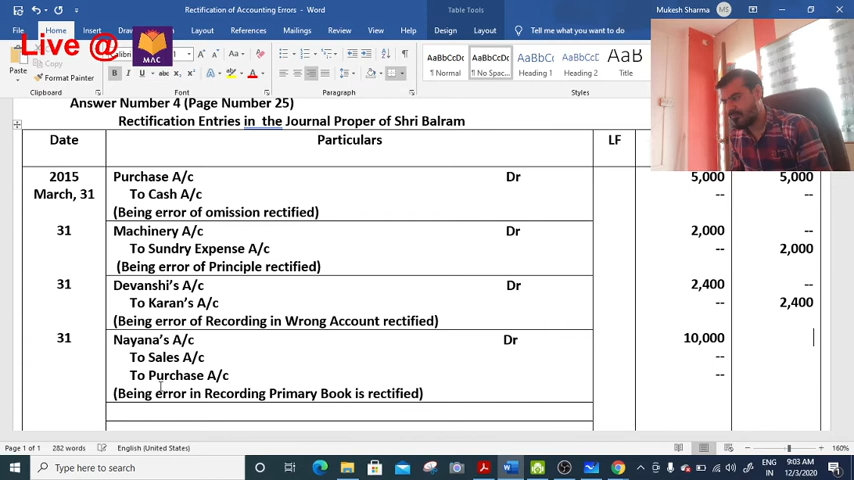 Rectification of Accounting Errors - Word
Table Tools
Mukesh Sharma MS
File Home Insert References Mailings Review View Help Design Layout Tell me what you want to do
Live @ MAC
Paste Format Painter 11 Aa
B I U abc
AaBbCcDc AaBbCcDc AaBbC AaBbCcD AaB
¶ Normal ¶ No Spac... Heading 1 Heading 2 Title
Clipboard Font Paragraph Styles
Answer Number 4 (Page Number 25)
Rectification Entries in the Journal Proper of Shri Balram
Date Particulars LF
2015 Purchase A/c Dr 5,000 5,000
March, 31 To Cash A/c -- --
(Being error of omission rectified)
31 Machinery A/c Dr 2,000 --
To Sundry Expense A/c -- 2,000
(Being error of Principle rectified)
31 Devanshi's A/c Dr 2,400 --
To Karan's A/c -- 2,400
(Being error of Recording in Wrong Account rectified)
31 Nayana's A/c Dr 10,000
To Sales A/c --
To Purchase A/c --
(Being error in Recording Primary Book is rectified)
Page 1 of 1 282 words English (United States) 160%
Type here to search ENG 9:03 AM
IN 12/3/2020